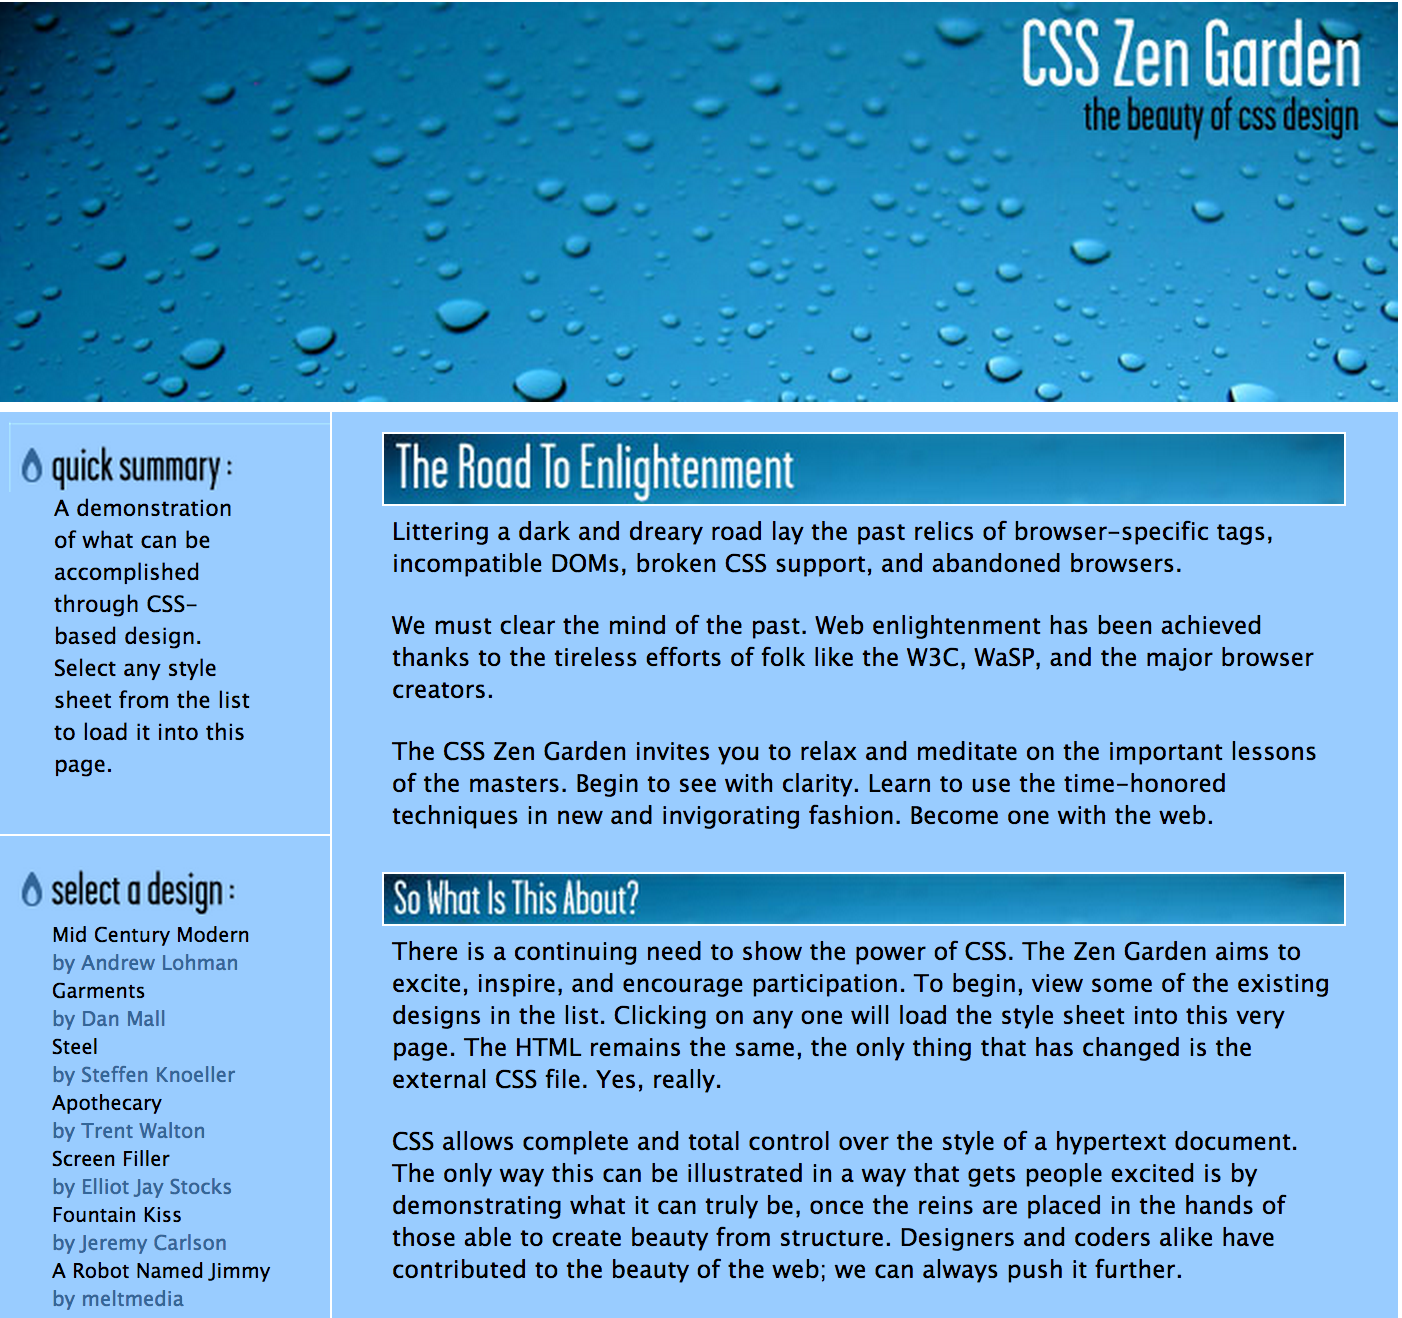 CSS Zen Garden
the beauty of css design
quick summary :
A demonstration
of what can be
accomplished
through CSS-
based design.
Select any style
sheet from the list
to load it into this
page.
select a design :
Mid Century Modern
by Andrew Lohman
Garments
by Dan Mall
Steel
by Steffen Knoeller
Apothecary
by Trent Walton
Screen Filler
by Elliot Jay Stocks
Fountain Kiss
by Jeremy Carlson
A Robot Named Jimmy
by meltmedia
The Road To Enlightenment
Littering a dark and dreary road lay the past relics of browser-specific tags,
incompatible DOMs, broken CSS support, and abandoned browsers.
We must clear the mind of the past. Web enlightenment has been achieved
thanks to the tireless efforts of folk like the W3C, WaSP, and the major browser
creators.
The CSS Zen Garden invites you to relax and meditate on the important lessons
of the masters. Begin to see with clarity. Learn to use the time-honored
techniques in new and invigorating fashion. Become one with the web.
So What Is This About?
There is a continuing need to show the power of CSS. The Zen Garden aims to
excite, inspire, and encourage participation. To begin, view some of the existing
designs in the list. Clicking on any one will load the style sheet into this very
page. The HTML remains the same, the only thing that has changed is the
external CSS file. Yes, really.
CSS allows complete and total control over the style of a hypertext document.
The only way this can be illustrated in a way that gets people excited is by
demonstrating what it can truly be, once the reins are placed in the hands of
those able to create beauty from structure. Designers and coders alike have
contributed to the beauty of the web; we can always push it further.